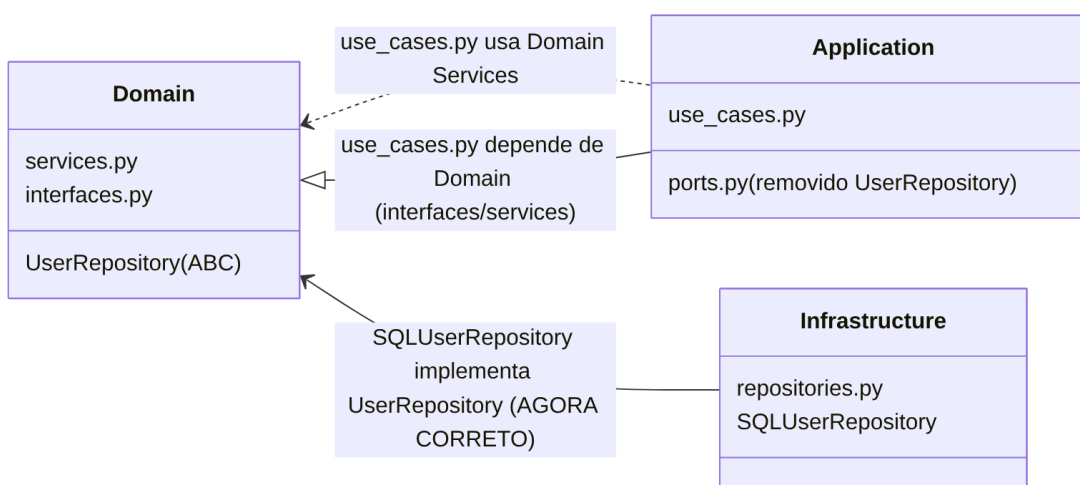 Domain
services.py
interfaces.py
UserRepository(ABC)
use_cases.py usa Domain
Services
use_cases.py depende de
Domain
(interfaces/services)
SQLUserRepository
implementa
UserRepository (AGORA
CORRETO)
Application
use_cases.py
ports.py(removido UserRepository)
Infrastructure
repositories.py
SQLUserRepository